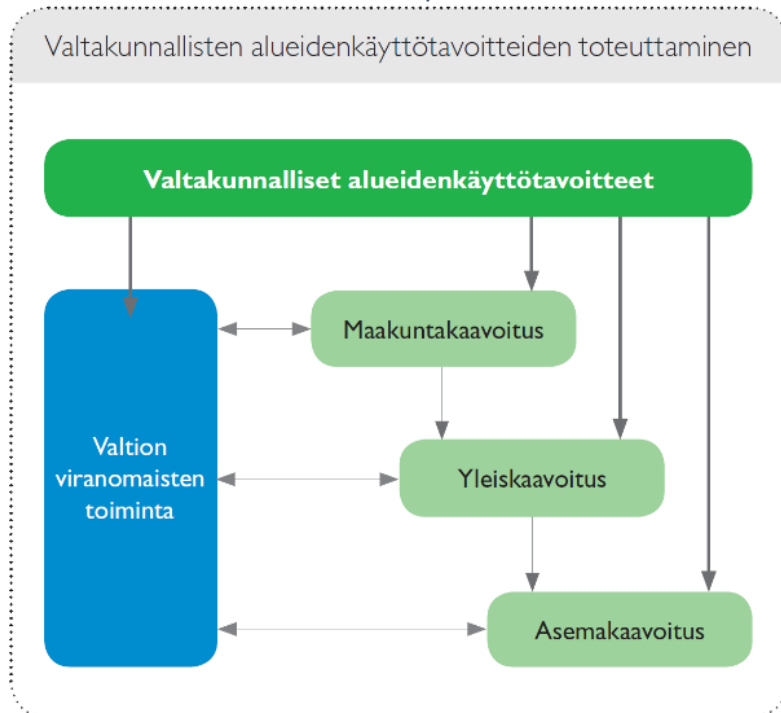 Valtakunnallisten alueidenkäyttötavoitteiden toteuttaminen
Valtakunnalliset alueidenkäyttötavoitteet
Maakuntakaavoitus
Valtion
viranomaisten
toiminta
Yleiskaavoitus
Asemakaavoitus